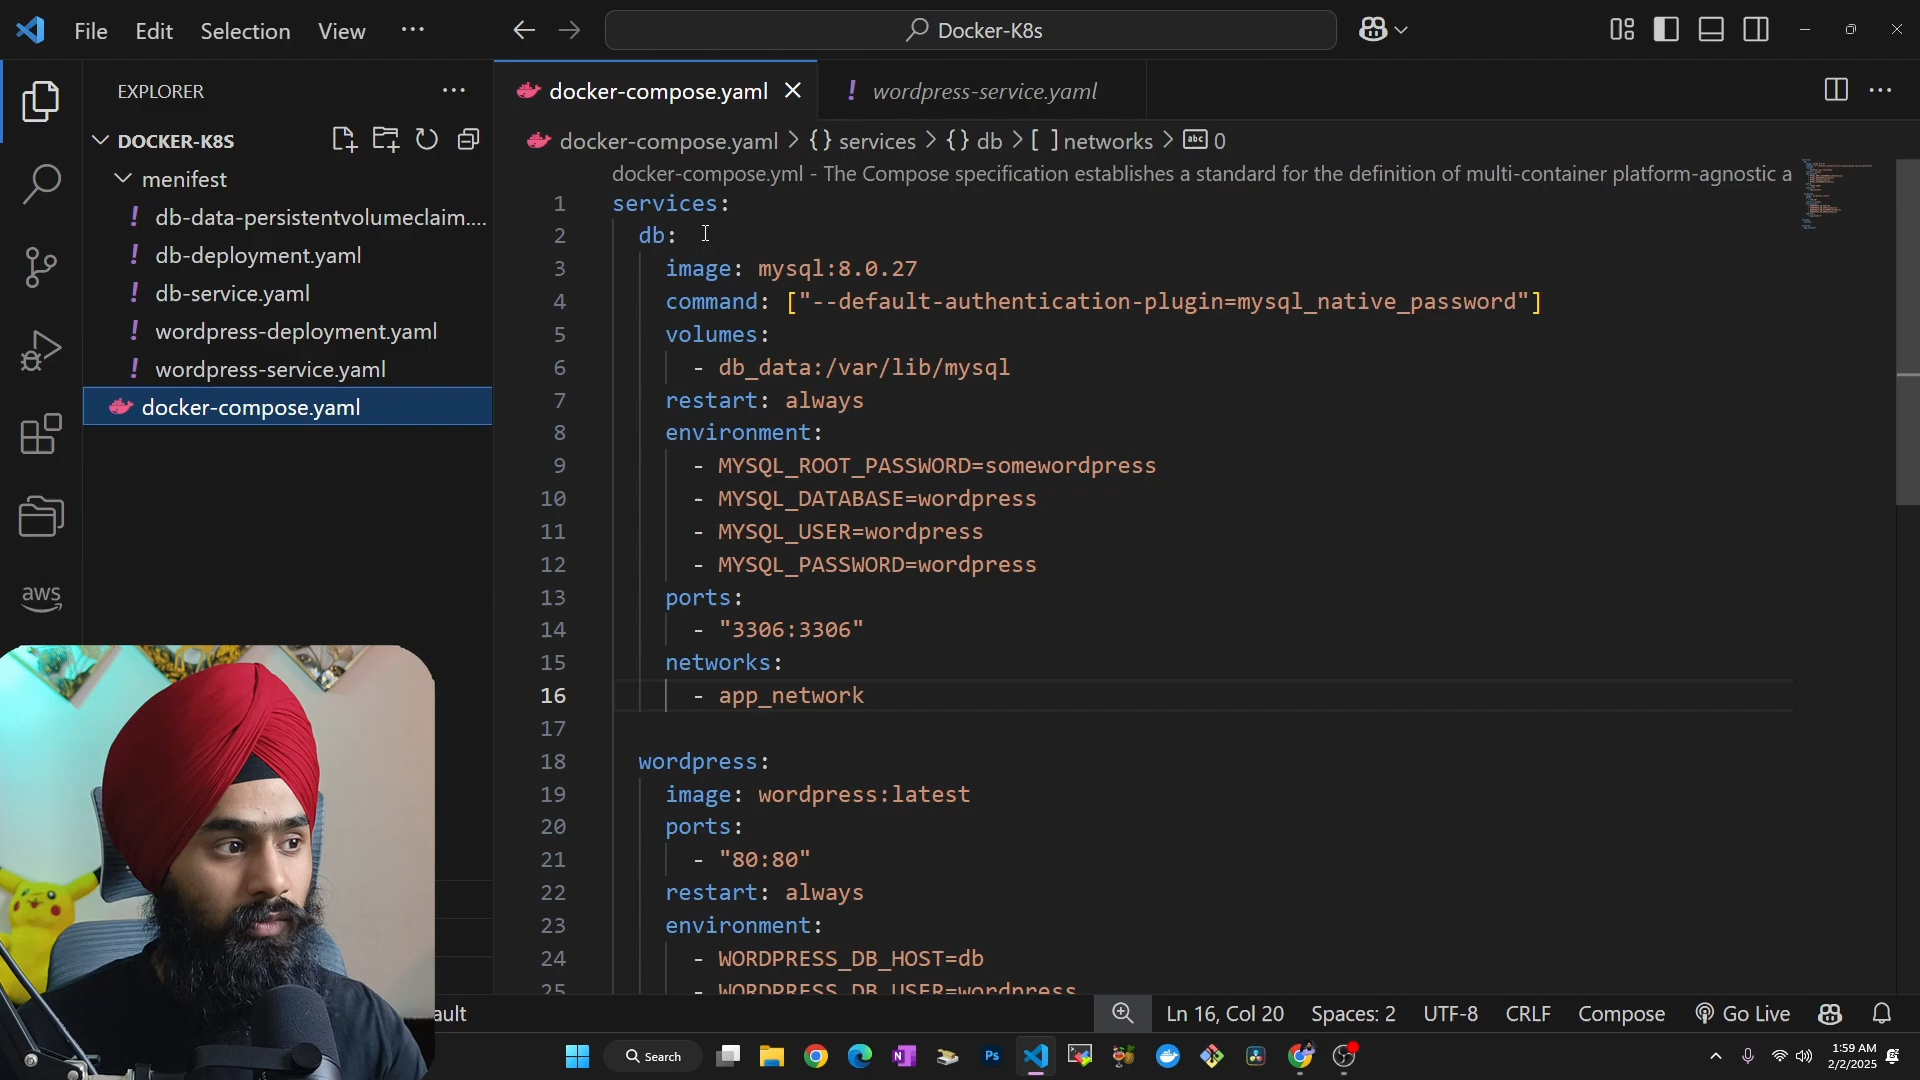 File Edit Selection View ...
Docker-K8s
EXPLORER ...
DOCKER-K8S
menifest
! db-data-persistentvolumeclaim....
! db-deployment.yaml
! db-service.yaml
! wordpress-deployment.yaml
! wordpress-service.yaml
docker-compose.yaml
aws
docker-compose.yaml
! wordpress-service.yaml
docker-compose.yaml > {} services > {} db > [ ] networks > abc 0
docker-compose.yml - The Compose specification establishes a standard for the definition of multi-container platform-agnostic a
1 services:
2 db:
3 image: mysql:8.0.27
4 command: ["--default-authentication-plugin=mysql_native_password"]
5 volumes:
6 - db_data:/var/lib/mysql
7 restart: always
8 environment:
9 - MYSQL_ROOT_PASSWORD=somewordpress
10 - MYSQL_DATABASE=wordpress
11 - MYSQL_USER=wordpress
12 - MYSQL_PASSWORD=wordpress
13 ports:
14 - "3306:3306"
15 networks:
16 - app_network
17
18 wordpress:
19 image: wordpress:latest
20 ports:
21 - "80:80"
22 restart: always
23 environment:
24 - WORDPRESS_DB_HOST=db
25 - WORDPRESS_DB_USER=wordpress
ault
Ln 16, Col 20 Spaces: 2 UTF-8 CRLF Compose Go Live
Search
Ps
1:59 AM
2/2/2025